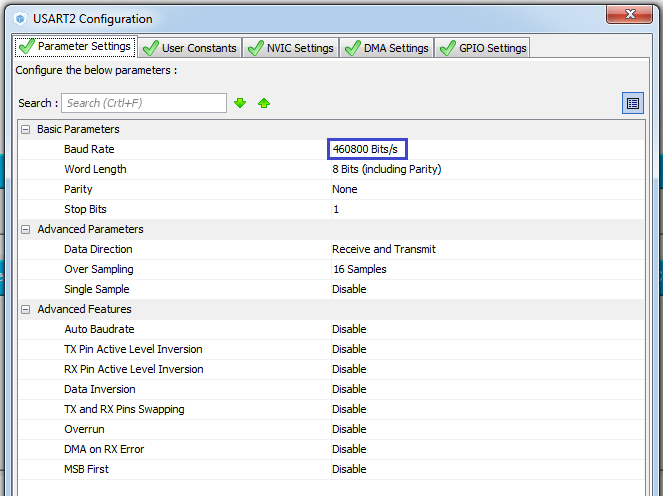 USART2 Configuration
Parameter Settings User Constants NVIC Settings DMA Settings GPIO Settings
Configure the below parameters :
Search : Search (Crtl+F)
Basic Parameters
Baud Rate 460800 Bits/s
Word Length 8 Bits (including Parity)
Parity None
Stop Bits 1
Advanced Parameters
Data Direction Receive and Transmit
Over Sampling 16 Samples
Single Sample Disable
Advanced Features
Auto Baudrate Disable
TX Pin Active Level Inversion Disable
RX Pin Active Level Inversion Disable
Data Inversion Disable
TX and RX Pins Swapping Disable
Overrun Disable
DMA on RX Error Disable
MSB First Disable